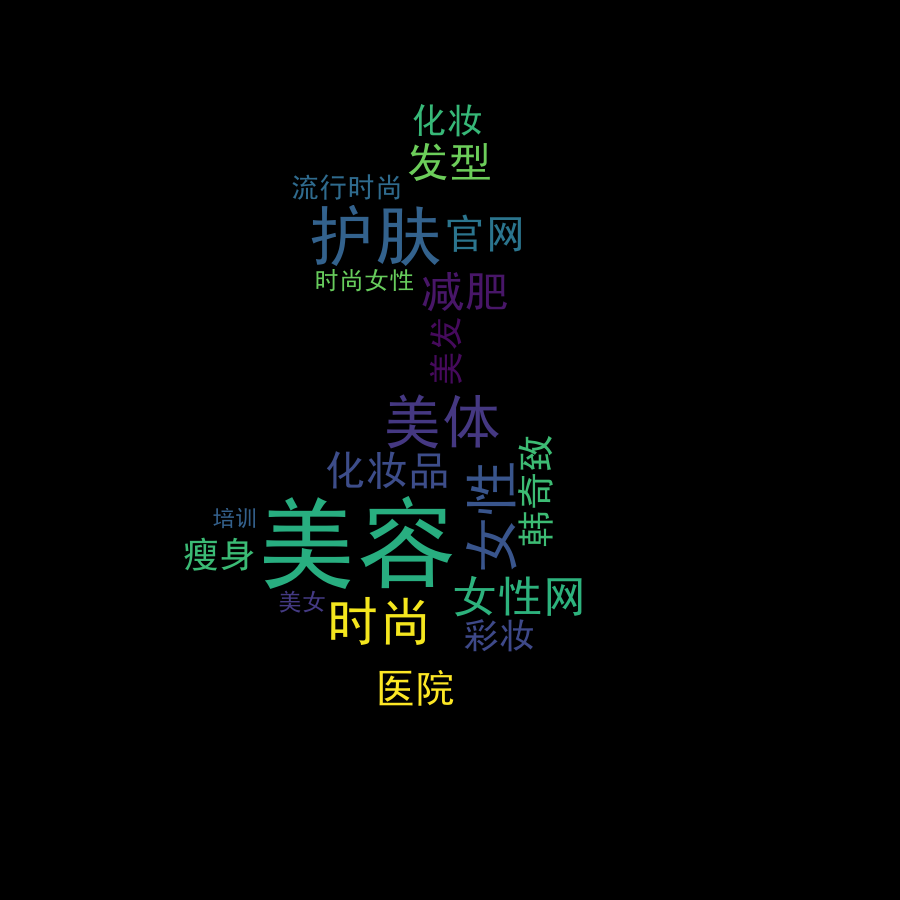 化妆
发型
流行时尚
护肤
官网
时尚女性
减肥
美发
美体
化妆品
女性
韩奇致
美容
培训
瘦身
女性网
美女
时尚
彩妆
医院